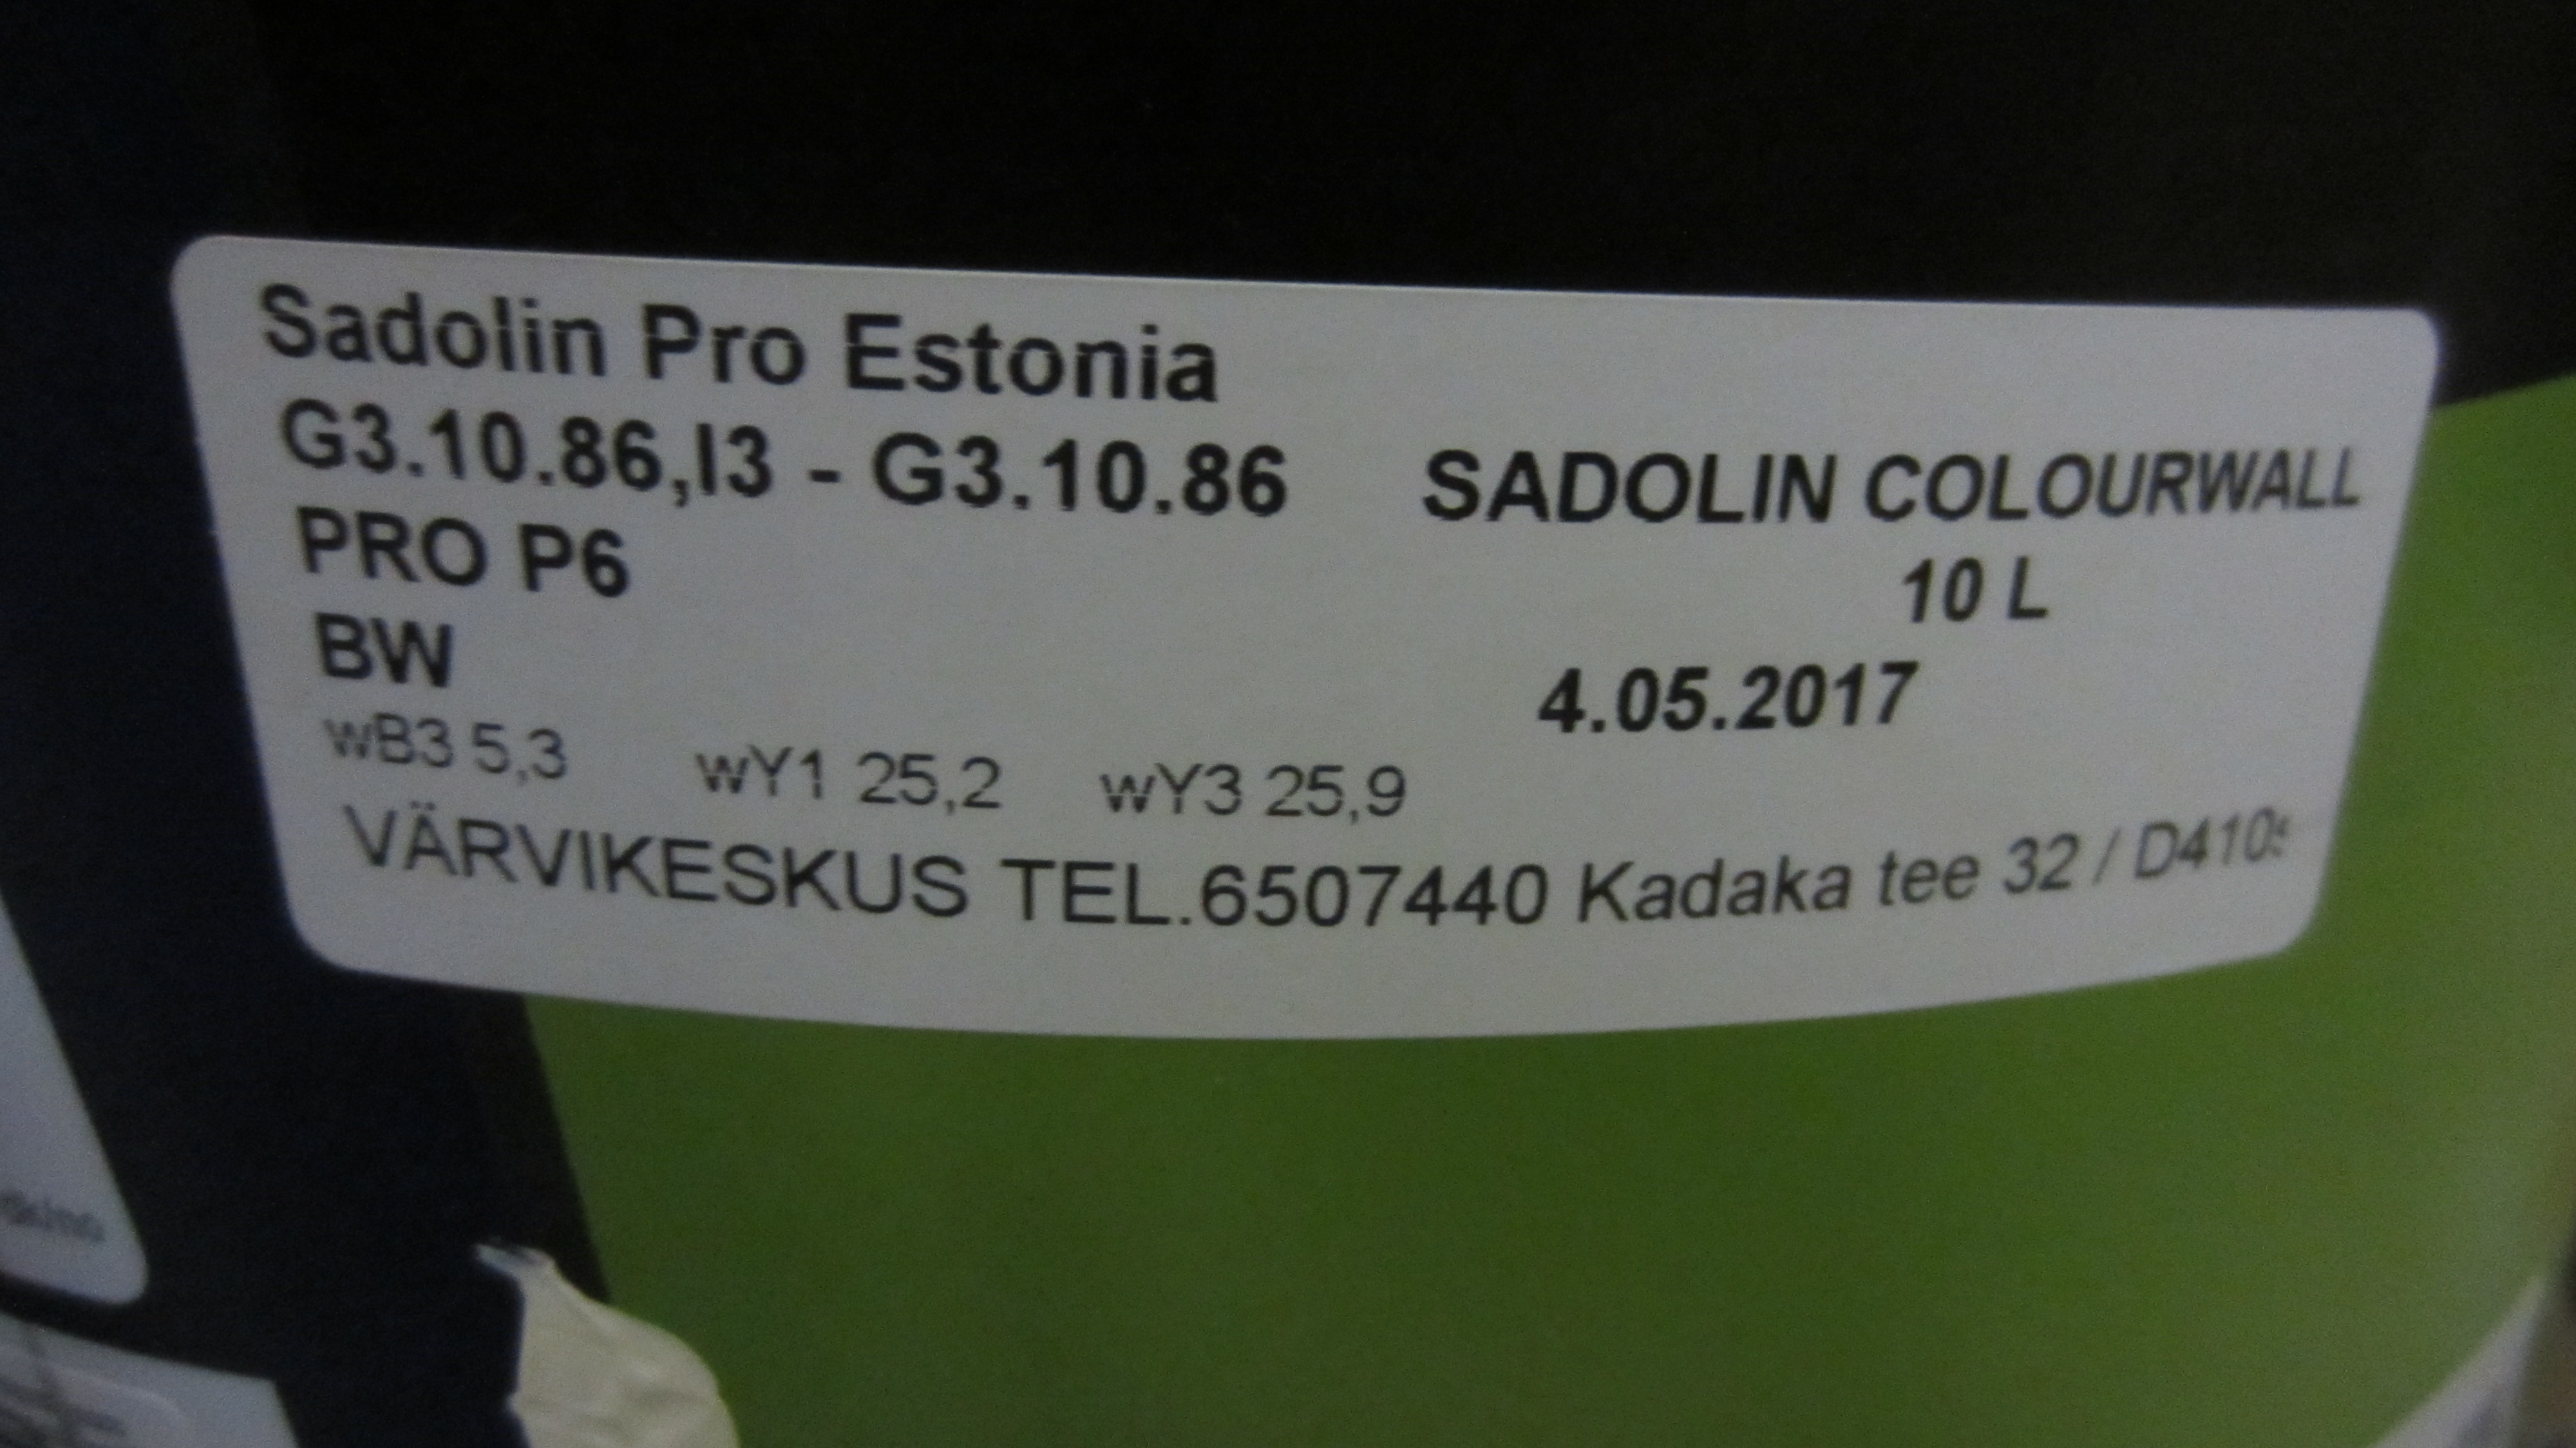 Sadolin Pro Estonia
G3.10.86,I3 - G3.10.86 SADOLIN COLOURWALL
PRO P6 10 L
BW 4.05.2017
wB3 5,3 wY1 25,2 wY3 25,9
VÄRVIKESKUS TEL.6507440 Kadaka tee 32 /